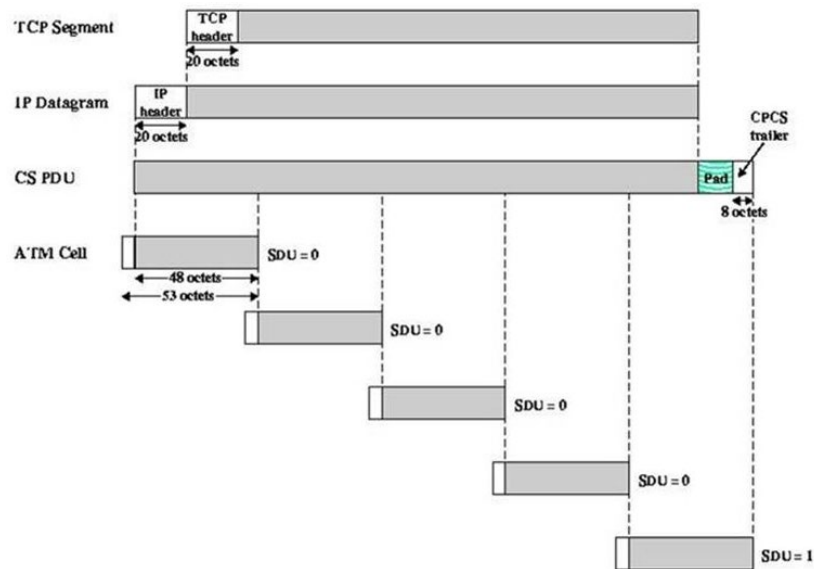 TCP Segment
TCP
header
20 octets
IP Datagram
IP
header
20 octets
CPCS
trailer
CS PDU
Pad
8 octets
ATM Cell
SDU = 0
48 octets
53 octets
SDU = 0
SDU = 0
SDU = 0
SDU = 1